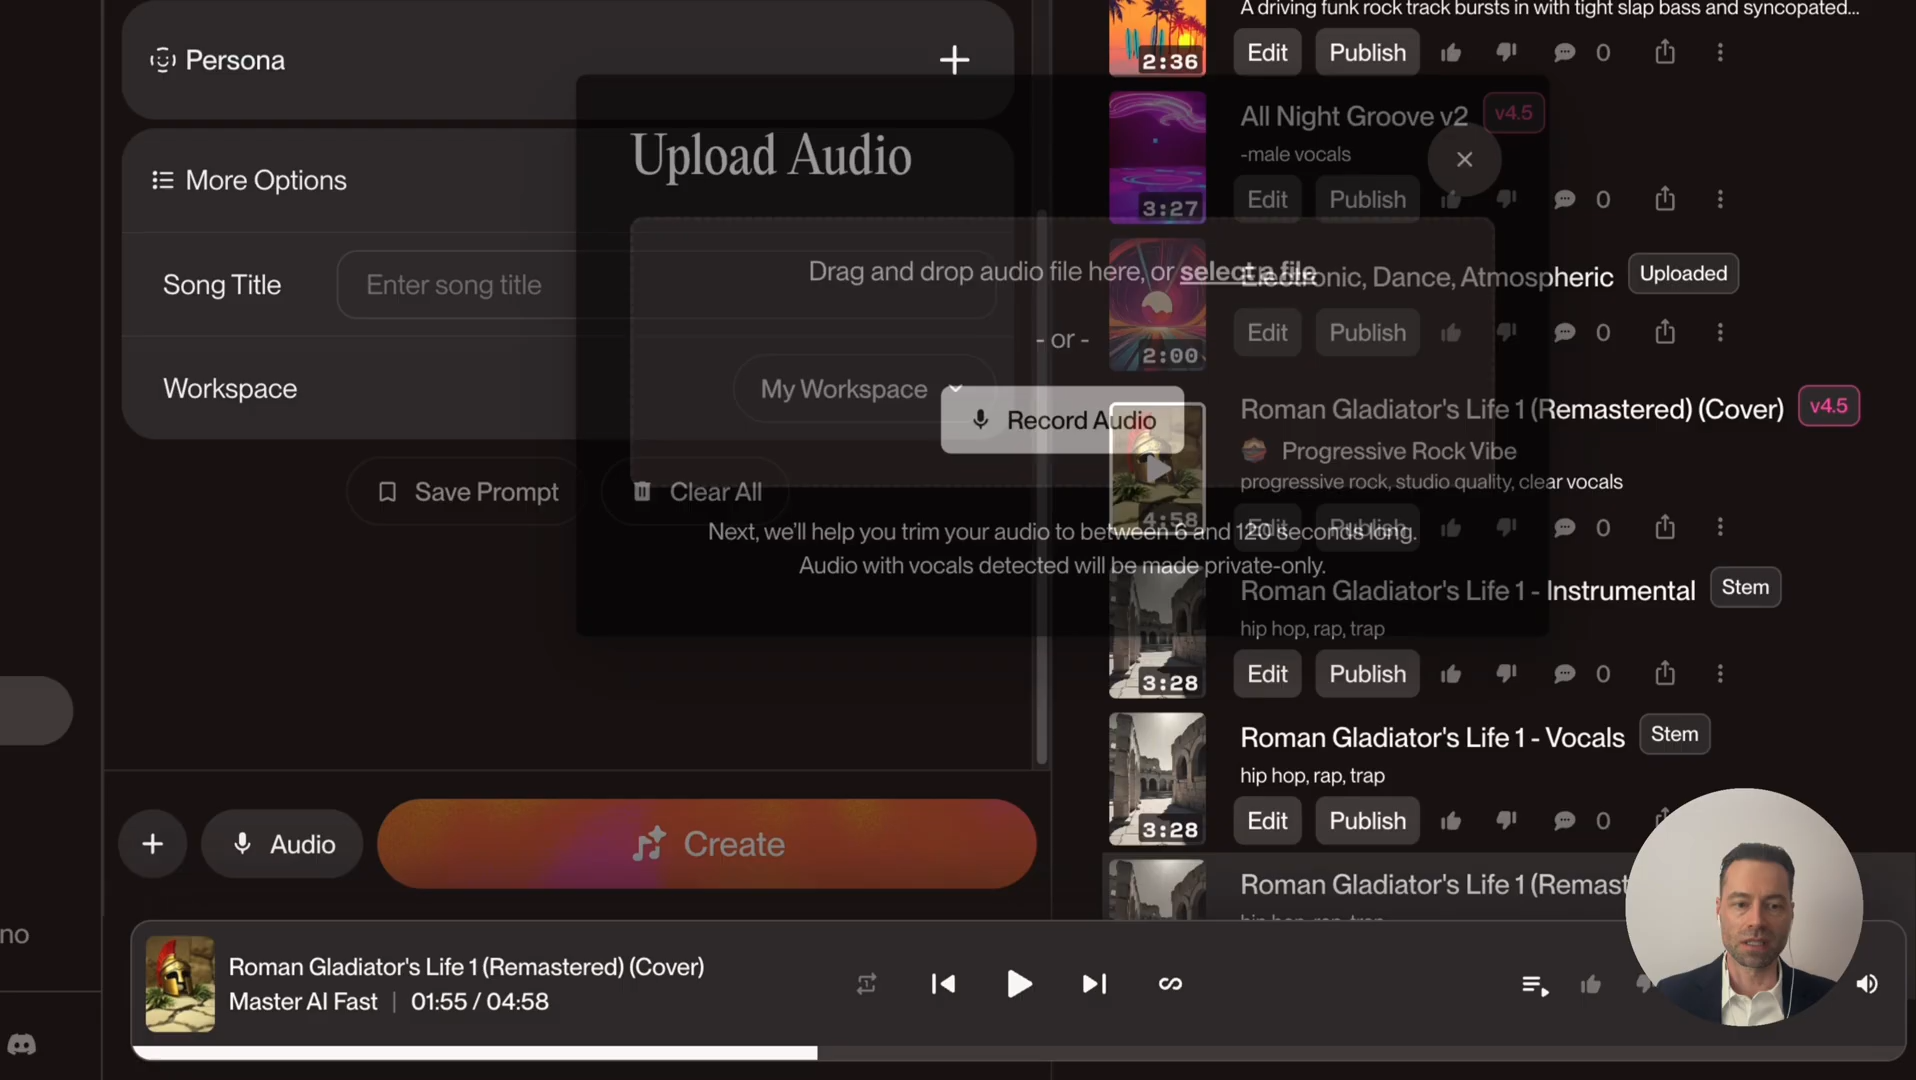 Persona
More Options
Song Title
Enter song title
Workspace
My Workspace
Save Prompt
Clear All
Upload Audio
Drag and drop audio file here, or select a file
- or -
Record Audio
Next, we'll help you trim your audio to between 6 and 120 seconds long.
Audio with vocals detected will be made private-only.
Audio
Create
no
A driving funk rock track bursts in with tight slap bass and syncopated...
2:36
Edit
Publish
0
All Night Groove v2
v4.5
-male vocals
3:27
Edit
Publish
0
Electronic, Dance, Atmospheric
Uploaded
2:00
Edit
Publish
0
Roman Gladiator's Life 1 (Remastered) (Cover)
v4.5
Progressive Rock Vibe
progressive rock, studio quality, clear vocals
4:58
Edit
Publish
0
Roman Gladiator's Life 1 - Instrumental
Stem
hip hop, rap, trap
3:28
Edit
Publish
0
Roman Gladiator's Life 1 - Vocals
Stem
hip hop, rap, trap
3:28
Edit
Publish
0
Roman Gladiator's Life 1 (Remast
hip hop, rap, trap
Roman Gladiator's Life 1 (Remastered) (Cover)
Master AI Fast | 01:55 / 04:58